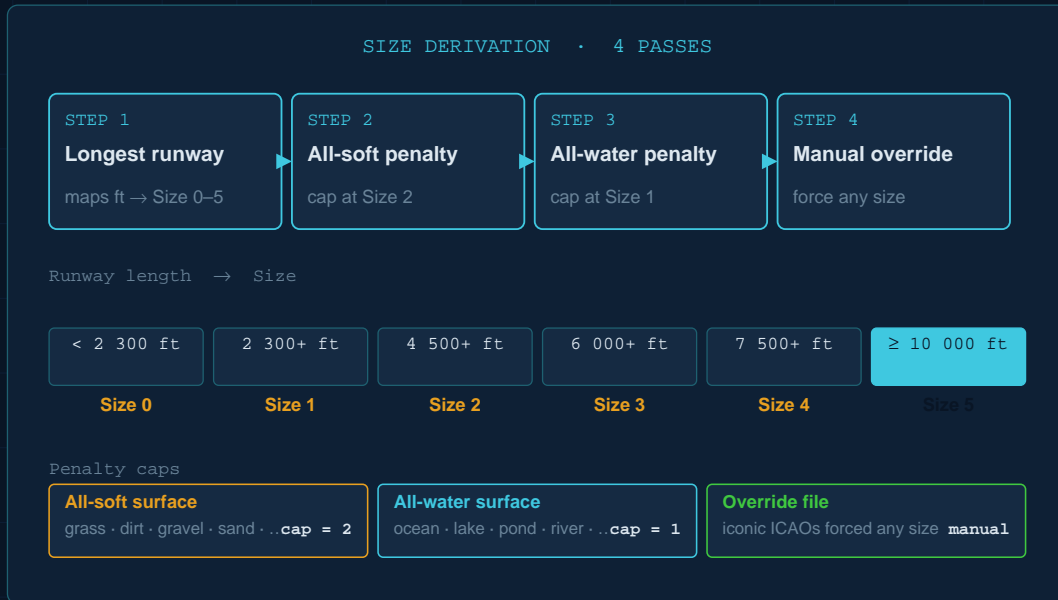 SIZE DERIVATION · 4 PASSES
STEP 1
Longest runway
maps ft → Size 0–5
STEP 2
All-soft penalty
cap at Size 2
STEP 3
All-water penalty
cap at Size 1
STEP 4
Manual override
force any size
Runway length → Size
< 2 300 ft
2 300+ ft
4 500+ ft
6 000+ ft
7 500+ ft
≥ 10 000 ft
Size 0
Size 1
Size 2
Size 3
Size 4
Size 5
Penalty caps
All-soft surface
grass · dirt · gravel · sand · ..cap = 2
All-water surface
ocean · lake · pond · river · ..cap = 1
Override file
iconic ICAOs forced any size manual